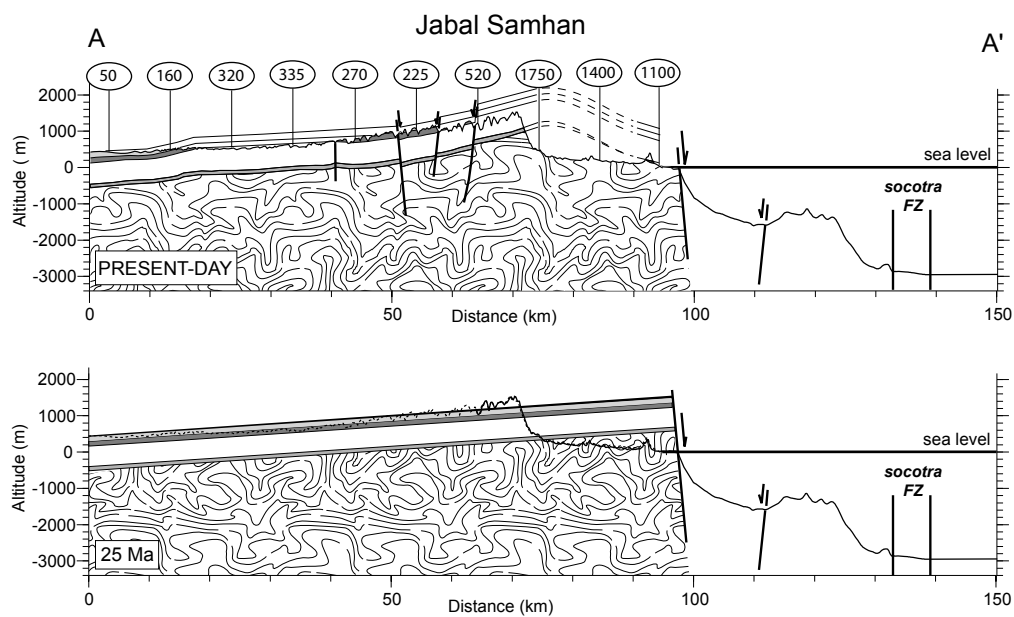 Jabal Samhan
A
A'
50 160 320 335 270 225 520 1750 1400 1100
2000
1000
0
-1000
-2000
-3000
Altitude ( m)
sea level
socotra
FZ
PRESENT-DAY
0 50 100 150
Distance (km)
2000
1000
0
-1000
-2000
-3000
Altitude (m)
sea level
socotra
FZ
25 Ma
0 50 100 150
Distance (km)